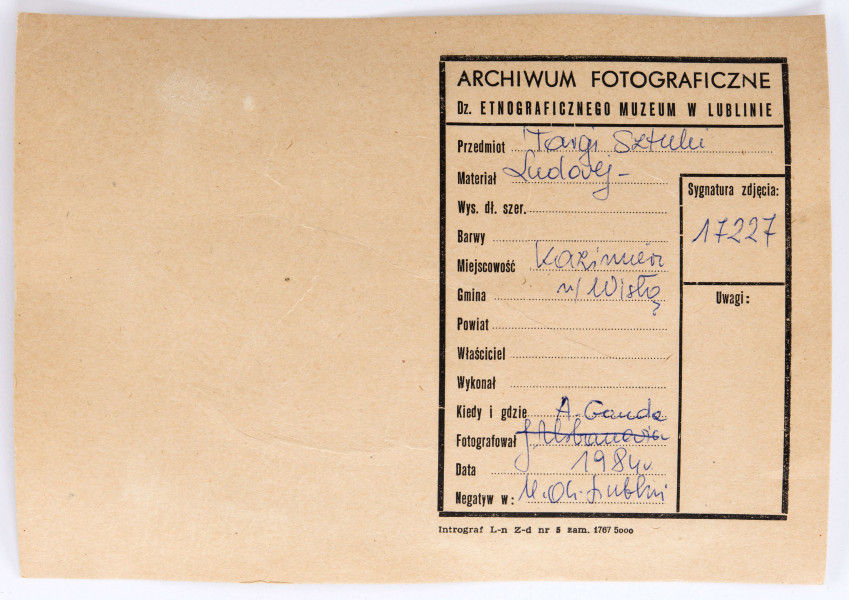 ARCHIWUM FOTOGRAFICZNE
Dz. ETNOGRAFICZNEGO MUZEUM W LUBLINIE
Przedmiot Targi Sztuki
Materiał Ludowej-
Wys. dł. szer.
Barwy
Miejscowość Kazimierz
Gmina n/Wisłą
Powiat
Właściciel
Wykonał
Kiedy i gdzie A. Gauda
Fotografował
Data 1984r
Negatyw w: M.Ok. Lublin
Sygnatura zdjęcia:
17227
Uwagi:
Intrograf L-n Z-d nr 5 zam. 1767 5000